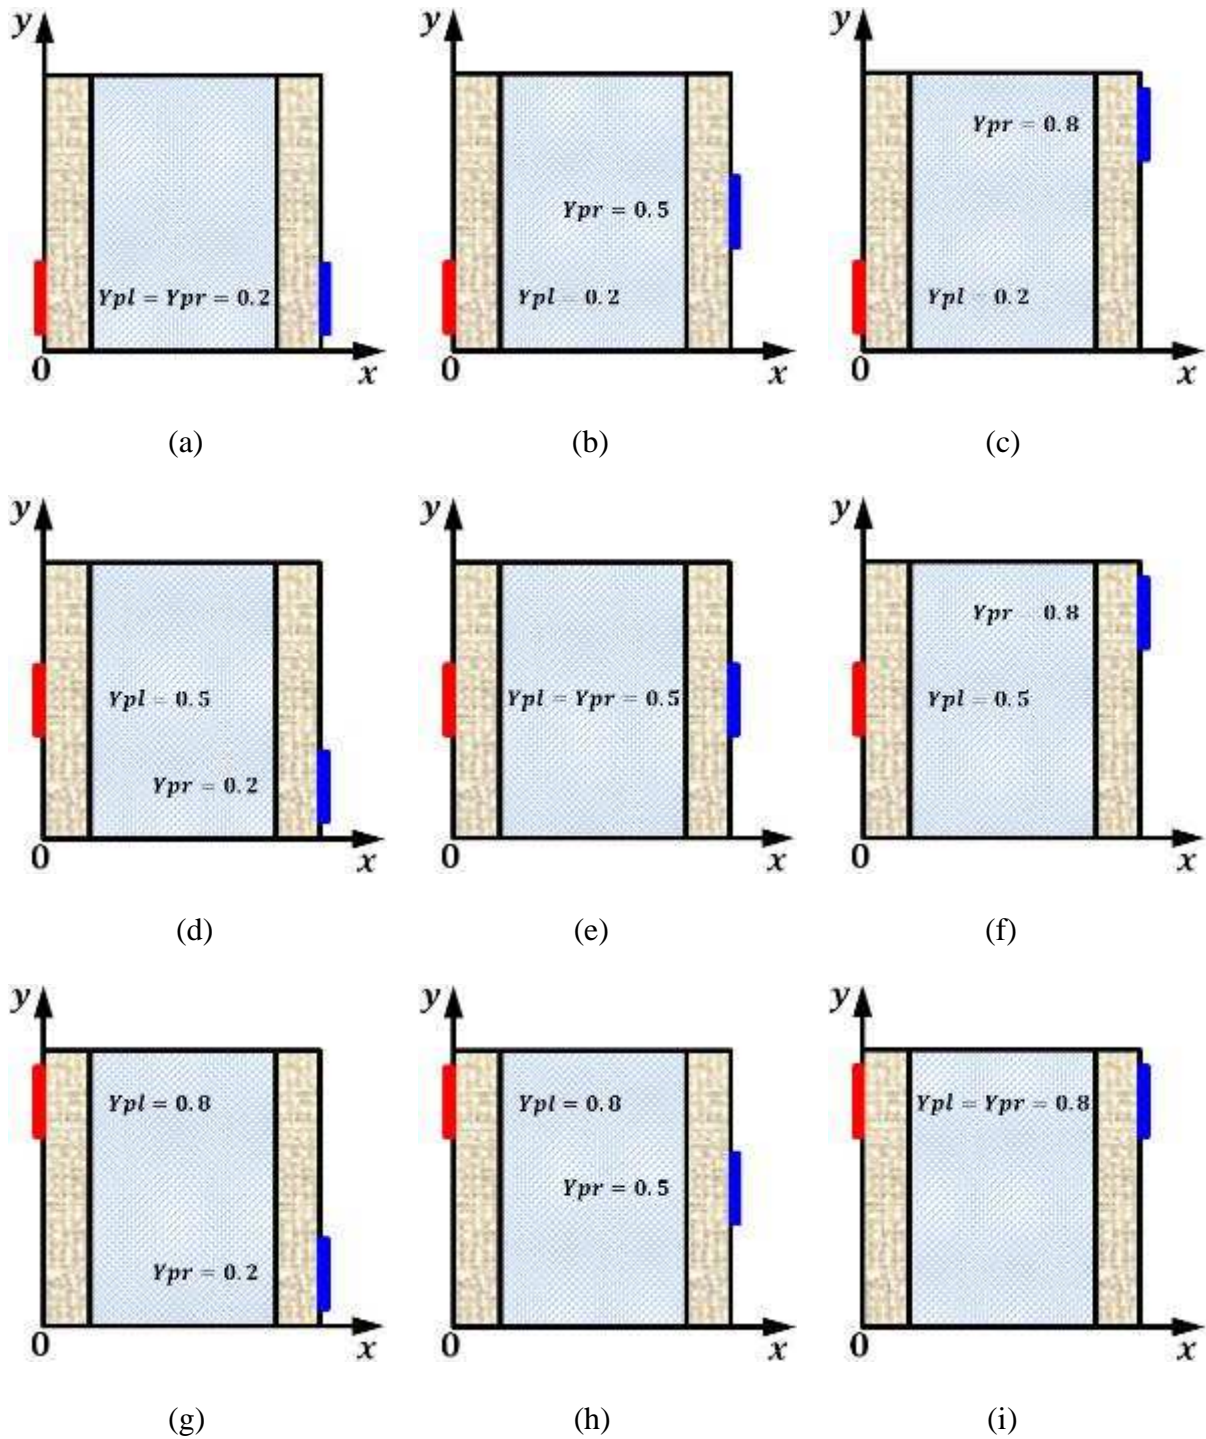 y y y
Ypr = 0.8
Ypr = 0.5
Ypl = Ypr = 0.2 Ypl = 0.2 Ypl = 0.2
0 x 0 x 0 x
(a) (b) (c)
y y y
Ypr = 0.8
Ypl = 0.5 Ypl = Ypr = 0.5 Ypl = 0.5
Ypr = 0.2
0 x 0 x 0 x
(d) (e) (f)
y y y
Ypl = 0.8 Ypl = 0.8 Ypl = Ypr = 0.8
Ypr = 0.5
Ypr = 0.2
0 x 0 x 0 x
(g) (h) (i)